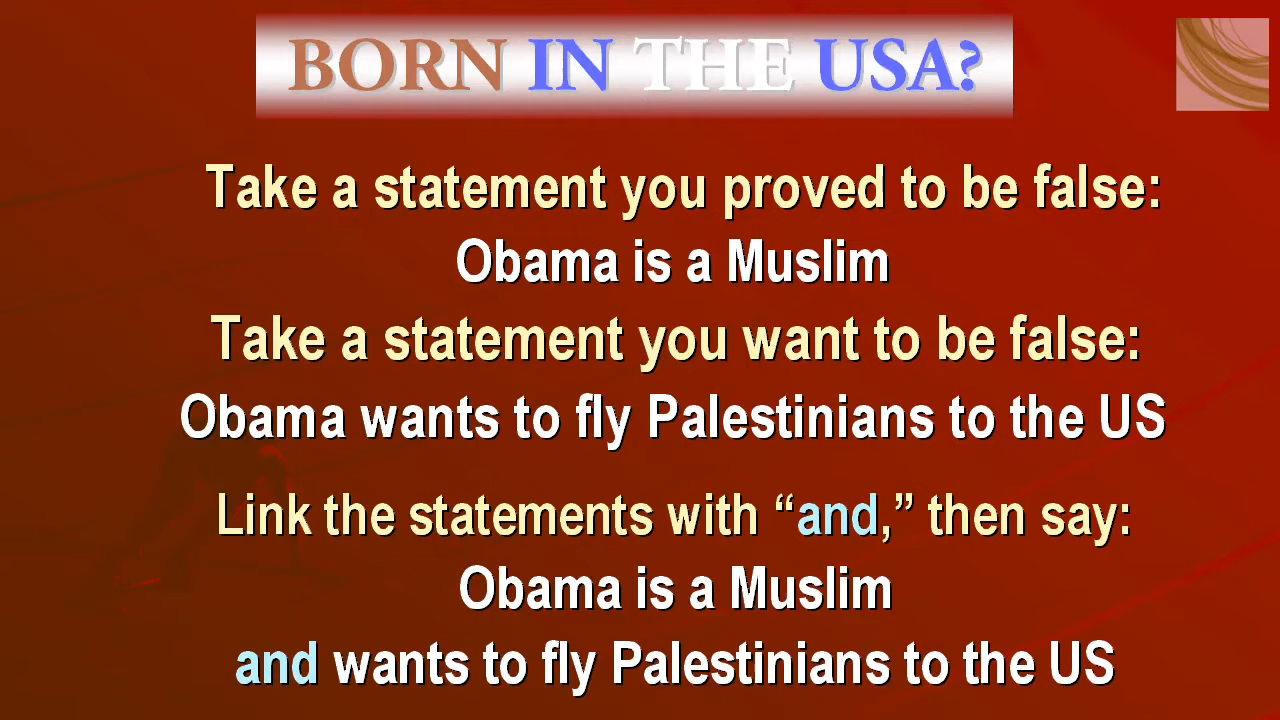 BORN IN THE USA?
Take a statement you proved to be false:
Obama is a Muslim
Take a statement you want to be false:
Obama wants to fly Palestinians to the US
Link the statements with “and,” then say:
Obama is a Muslim
and wants to fly Palestinians to the US